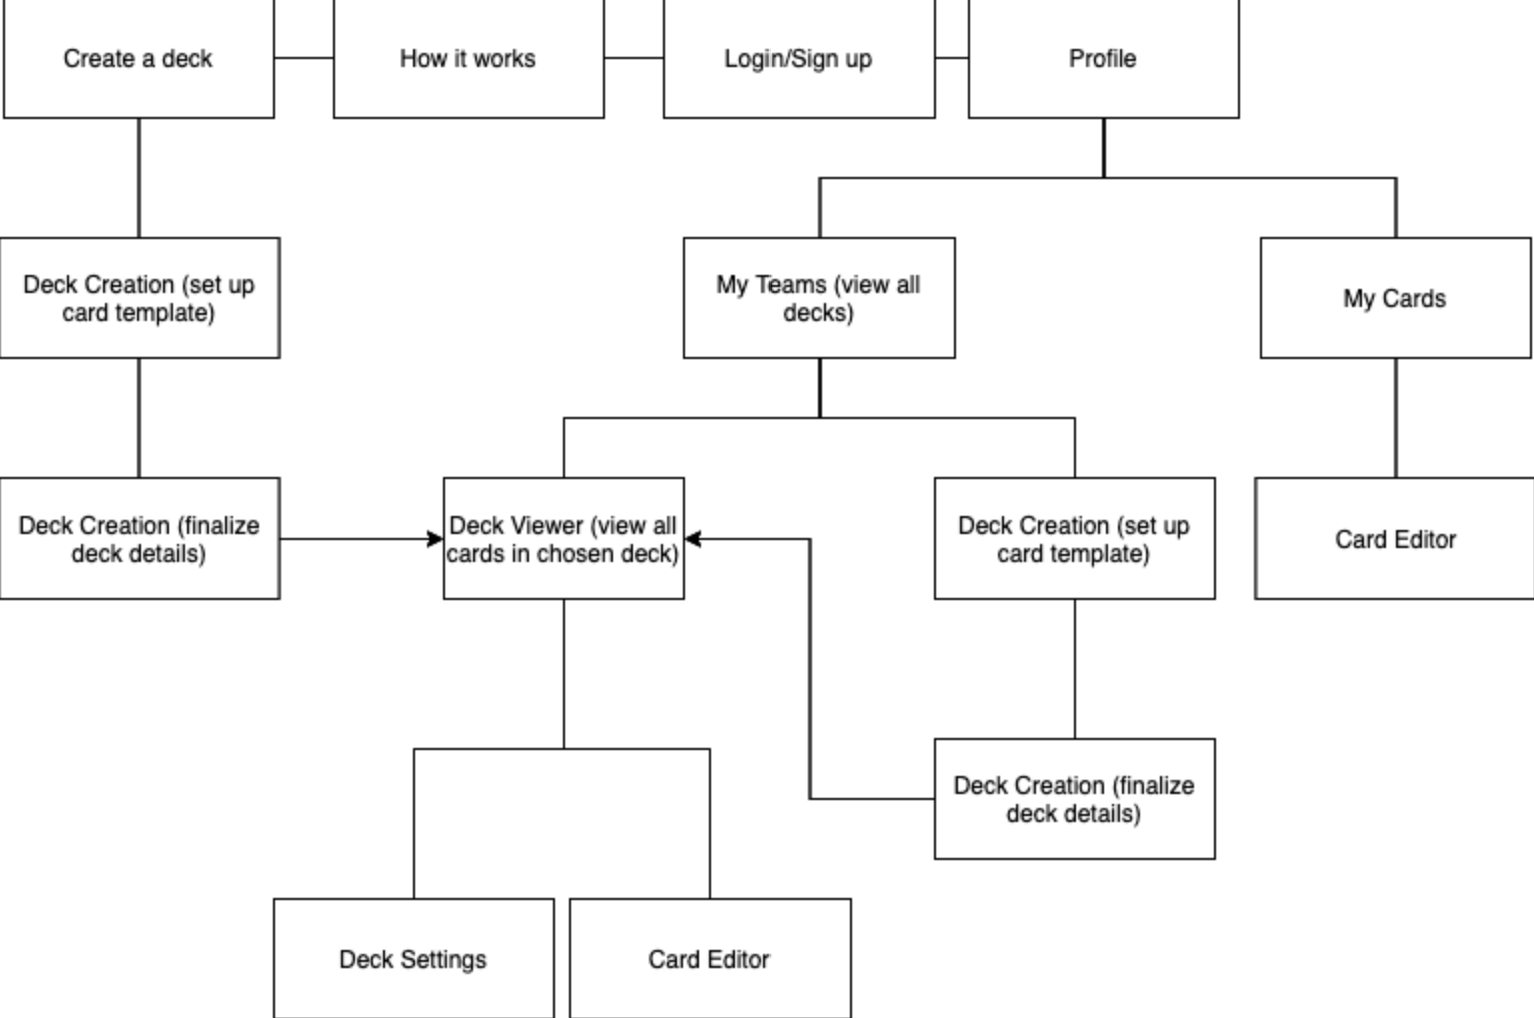 Create a deck
How it works
Login/Sign up
Profile
Deck Creation (set up
card template)
My Teams (view all
decks)
My Cards
Deck Creation (finalize
deck details)
Deck Viewer (view all
cards in chosen deck)
Deck Creation (set up
card template)
Card Editor
Deck Creation (finalize
deck details)
Deck Settings
Card Editor